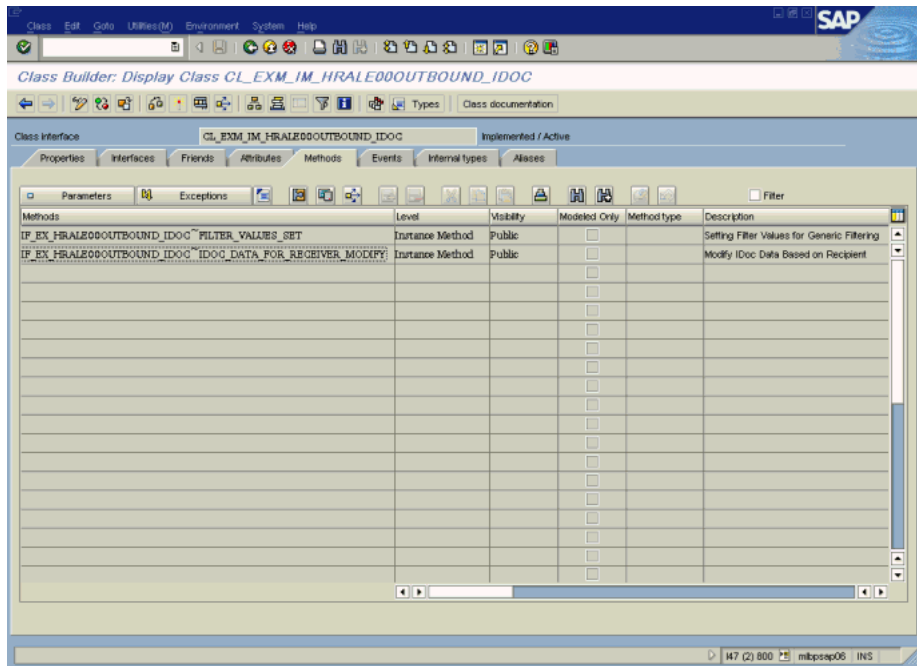 Class Edit Goto Utilities(M) Environment System Help
SAP
Class Builder: Display Class CL_EXM_IM_HRALE00OUTBOUND_IDOC
Types Class documentation
Class interface CL_EXM_IM_HRALE00OUTBOUND_IDOC Implemented / Active
Properties Interfaces Friends Attributes Methods Events Internal types Aliases
Parameters Exceptions Filter
Methods Level Visibility Modeled Only Method type Description
IF_EX_HRALE00OUTBOUND_IDOC~FILTER_VALUES_SET Instance Method Public Setting Filter Values for Generic Filtering
IF_EX_HRALE00OUTBOUND_IDOC~IDOC_DATA_FOR_RECEIVER_MODIFY Instance Method Public Modify IDoc Data Based on Recipient
I47 (2) 800 mlbpsap06 INS